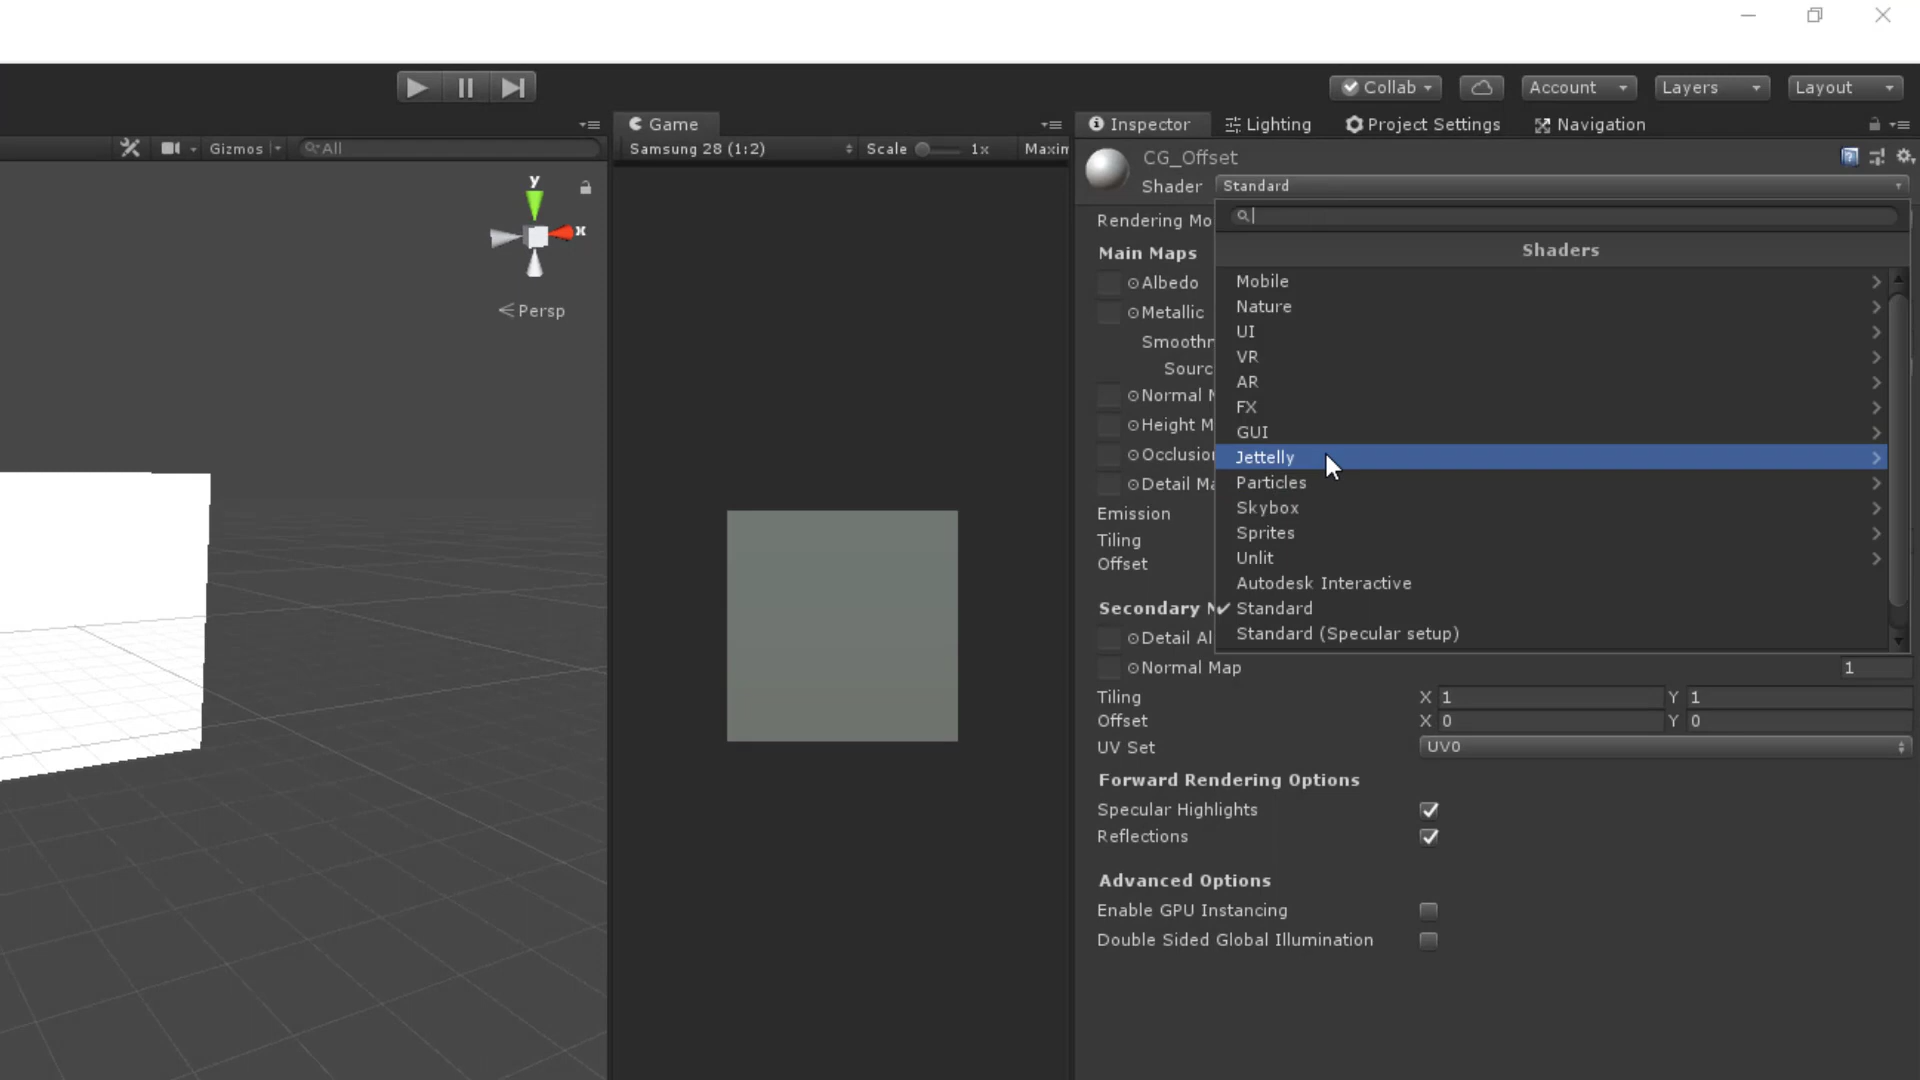 Collab
Account
Layers
Layout
Game
Inspector
Lighting
Project Settings
Navigation
Gizmos
All
Samsung 28 (1:2)
Scale
1x
Maxim
CG_Offset
Shader
Standard
y
x
Persp
Rendering Mo
Main Maps
Albedo
Metallic
Smoothn
Sourc
Normal M
Height M
Occlusion
Detail Ma
Emission
Tiling
Offset
Secondary M
Detail Al
Normal Map
1
Shaders
Mobile
Nature
UI
VR
AR
FX
GUI
Jettelly
Particles
Skybox
Sprites
Unlit
Autodesk Interactive
Standard
Standard (Specular setup)
Tiling
X 1
Y 1
Offset
X 0
Y 0
UV Set
UV0
Forward Rendering Options
Specular Highlights
Reflections
Advanced Options
Enable GPU Instancing
Double Sided Global Illumination